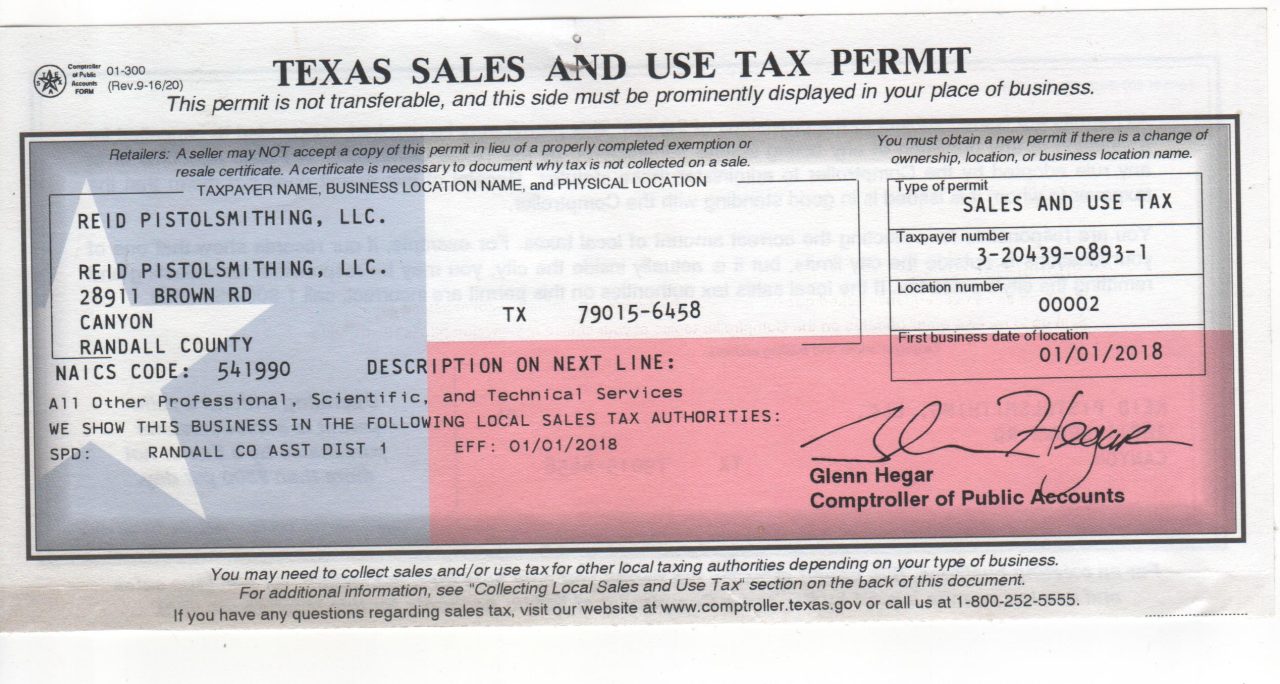 Comptroller
of Public
Accounts
FORM
01-300
(Rev.9-16/20)
TEXAS SALES AND USE TAX PERMIT
This permit is not transferable, and this side must be prominently displayed in your place of business.
Retailers: A seller may NOT accept a copy of this permit in lieu of a properly completed exemption or
resale certificate. A certificate is necessary to document why tax is not collected on a sale.
You must obtain a new permit if there is a change of
ownership, location, or business location name.
TAXPAYER NAME, BUSINESS LOCATION NAME, and PHYSICAL LOCATION
REID PISTOLSMITHING, LLC.
REID PISTOLSMITHING, LLC.
28911 BROWN RD
CANYON TX 79015-6458
RANDALL COUNTY
Type of permit
SALES AND USE TAX
Taxpayer number
3-20439-0893-1
Location number
00002
First business date of location
01/01/2018
NAICS CODE: 541990 DESCRIPTION ON NEXT LINE:
All Other Professional, Scientific, and Technical Services
WE SHOW THIS BUSINESS IN THE FOLLOWING LOCAL SALES TAX AUTHORITIES:
SPD: RANDALL CO ASST DIST 1 EFF: 01/01/2018
Glenn Hegar
Glenn Hegar
Comptroller of Public Accounts
You may need to collect sales and/or use tax for other local taxing authorities depending on your type of business.
For additional information, see "Collecting Local Sales and Use Tax" section on the back of this document.
If you have any questions regarding sales tax, visit our website at www.comptroller.texas.gov or call us at 1-800-252-5555.